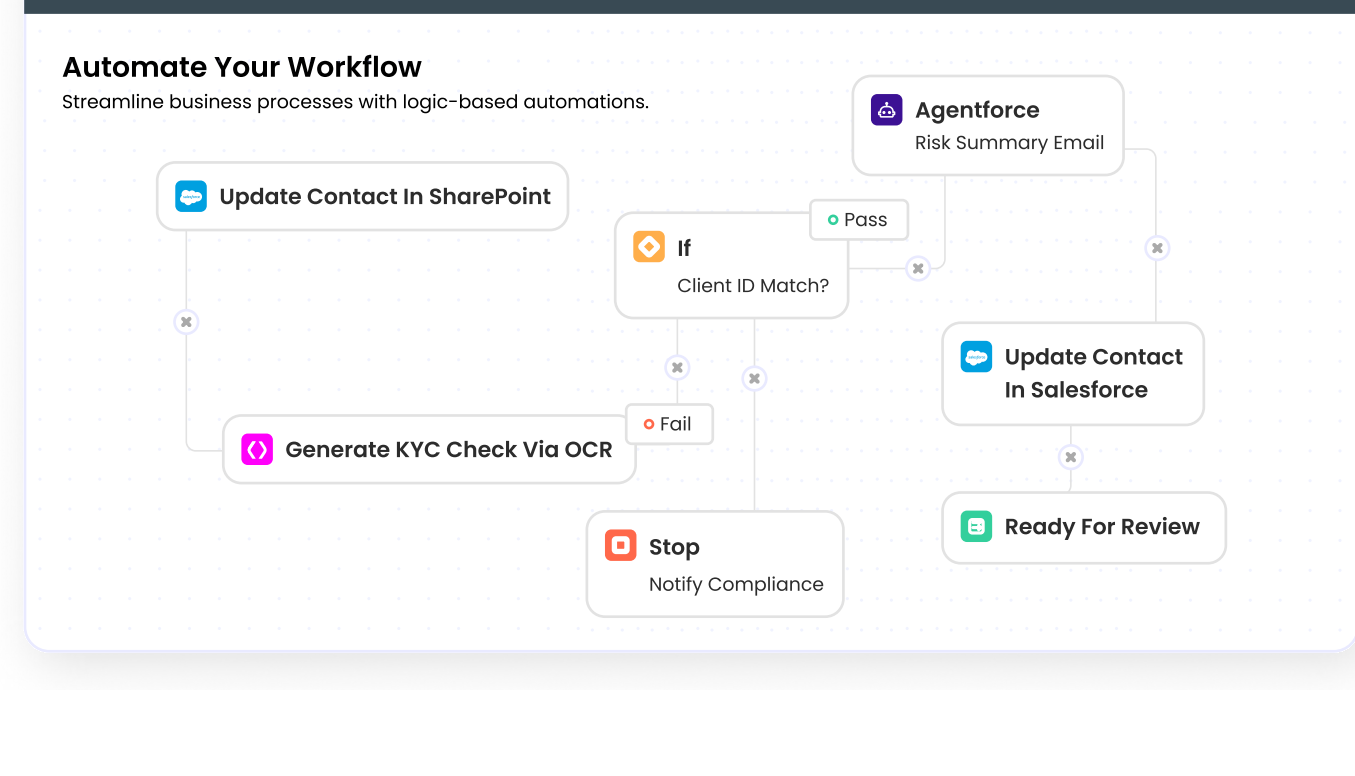 Automate Your Workflow
Streamline business processes with logic-based automations.
Agentforce
Risk Summary Email
Update Contact In SharePoint
Pass
If
Client ID Match?
Update Contact
In Salesforce
Fail
Generate KYC Check Via OCR
Ready For Review
Stop
Notify Compliance